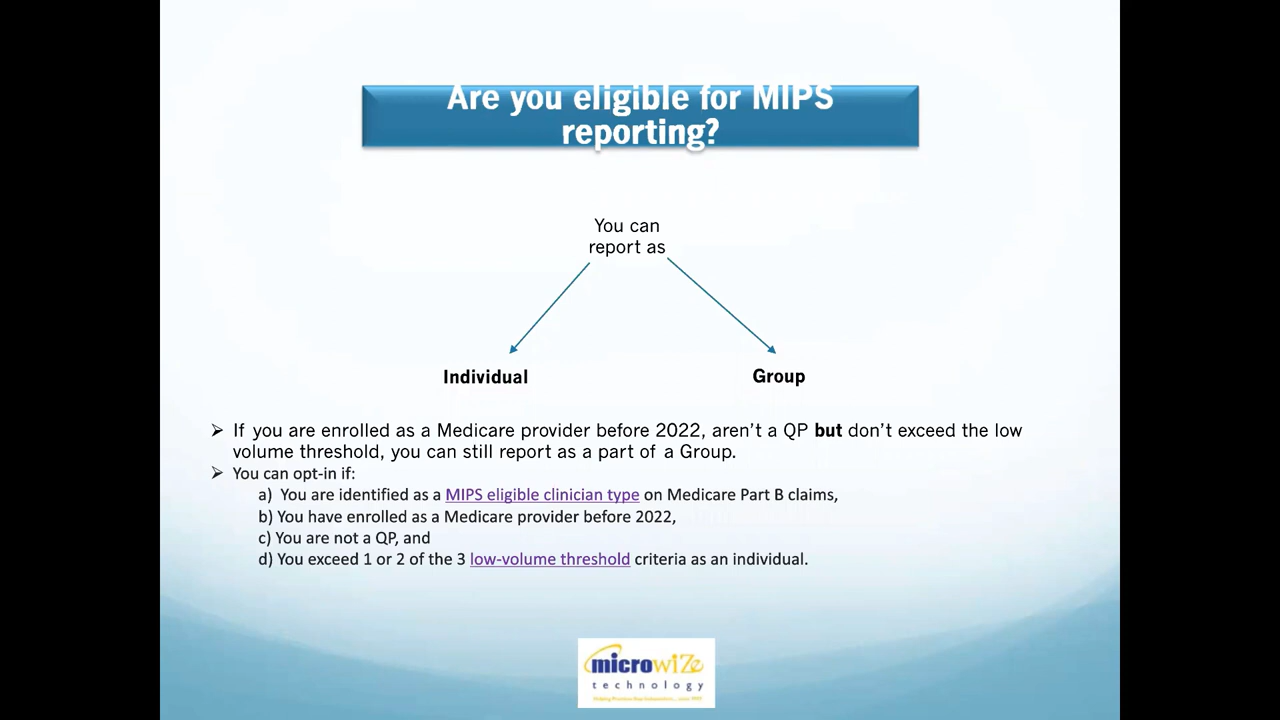 Are you eligible for MIPS
reporting?
You can
report as
Individual
Group
➢ If you are enrolled as a Medicare provider before 2022, aren’t a QP but don’t exceed the low
volume threshold, you can still report as a part of a Group.
➢ You can opt-in if:
a) You are identified as a MIPS eligible clinician type on Medicare Part B claims,
b) You have enrolled as a Medicare provider before 2022,
c) You are not a QP, and
d) You exceed 1 or 2 of the 3 low-volume threshold criteria as an individual.
microwize
technology